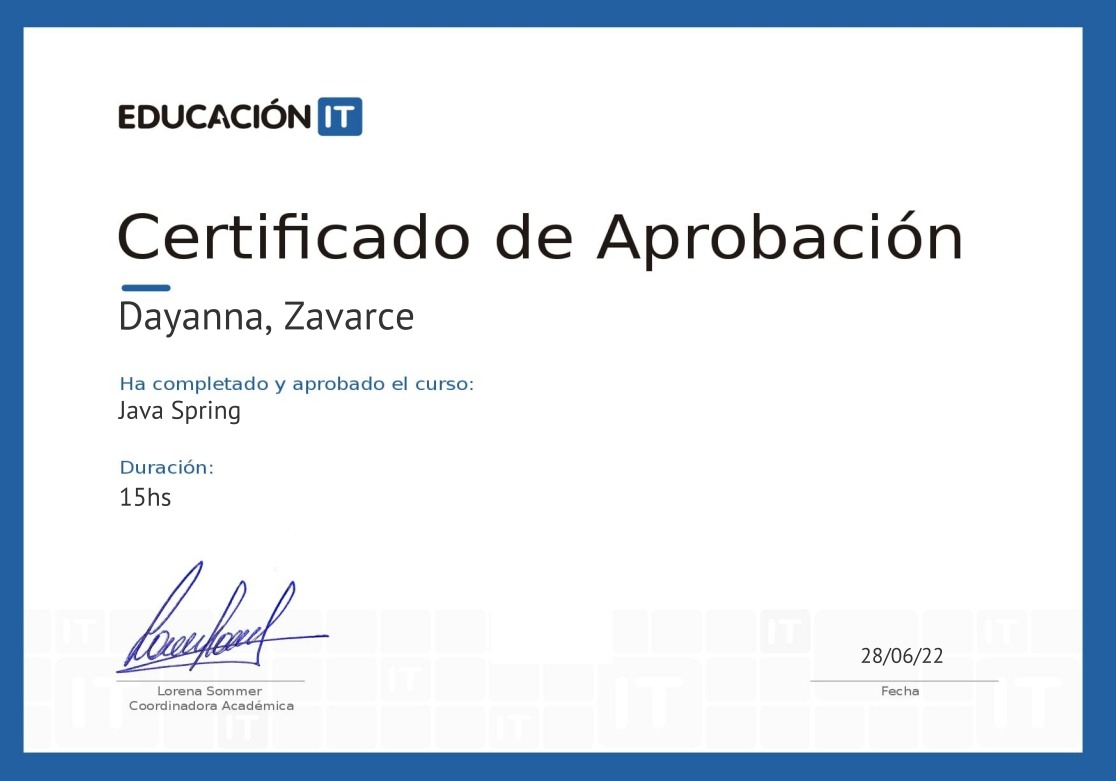 EDUCACIÓN IT
Certificado de Aprobación
Dayanna, Zavarce
Ha completado y aprobado el curso:
Java Spring
Duración:
15hs
Lorena Sommer
Coordinadora Académica
28/06/22
Fecha